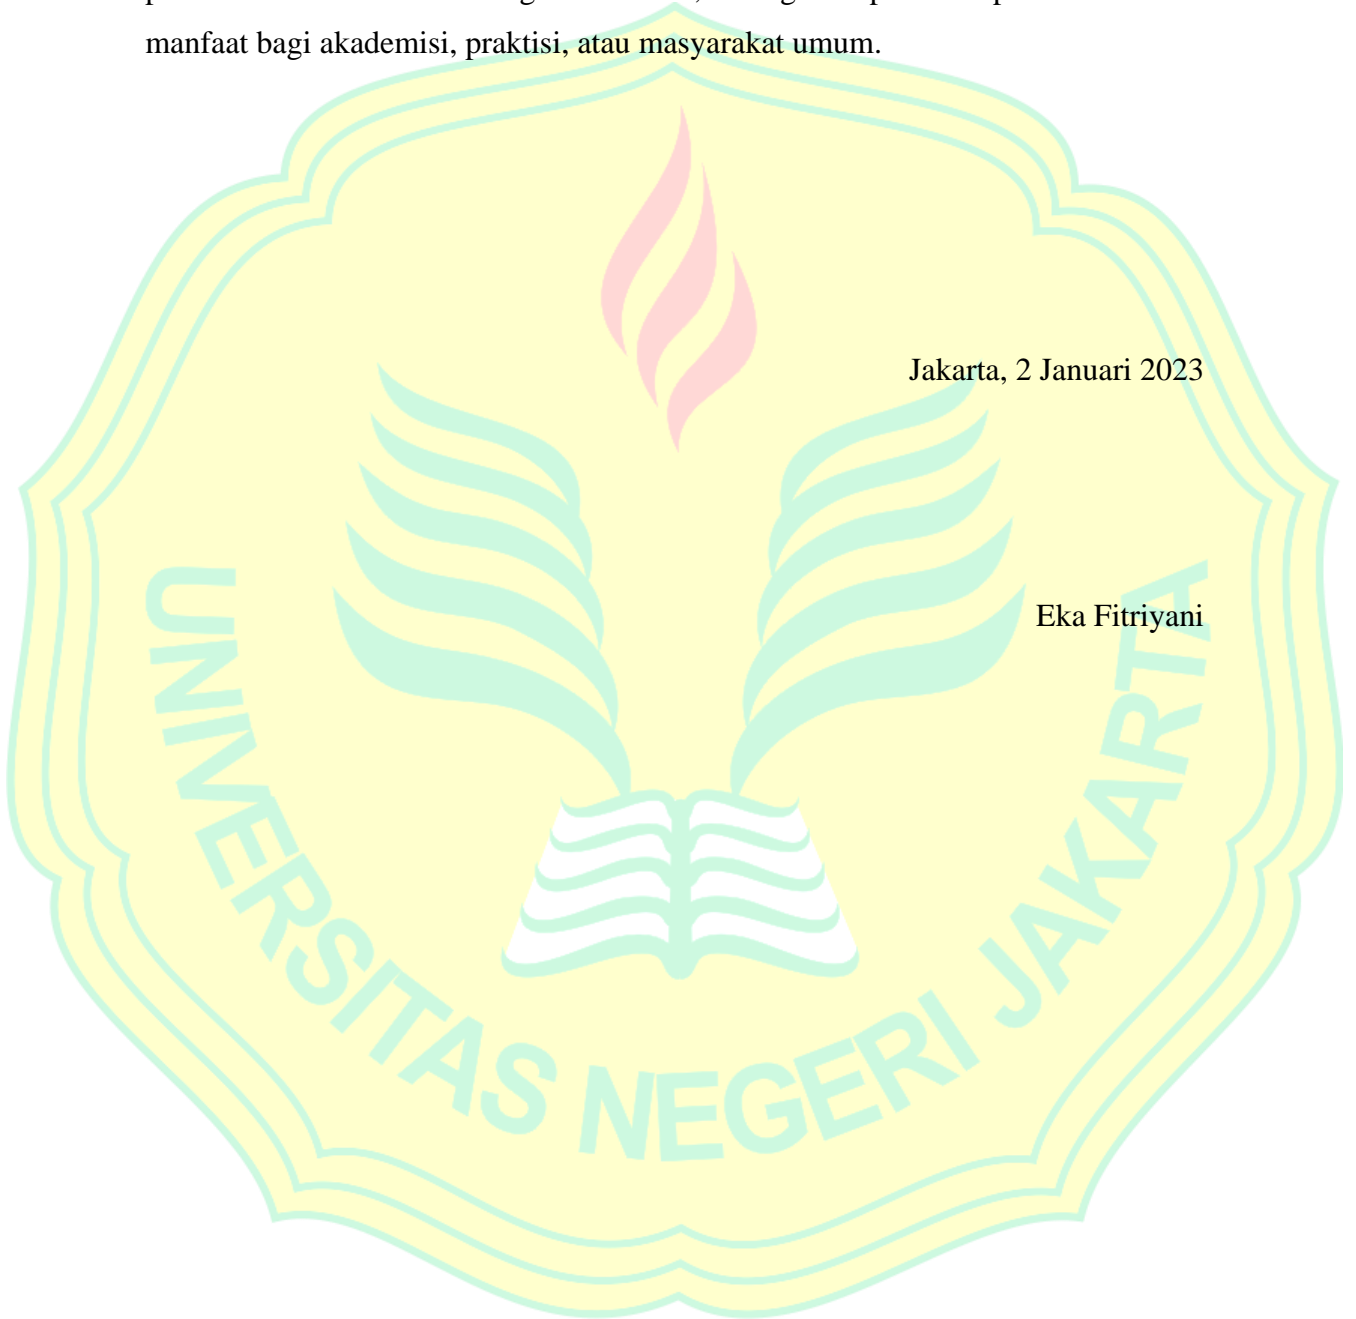 manfaat bagi akademisi, praktisi, atau masyarakat umum.
Jakarta, 2 Januari 2023
Eka Fitriyani
UNIVERSITAS NEGERI JAKARTA